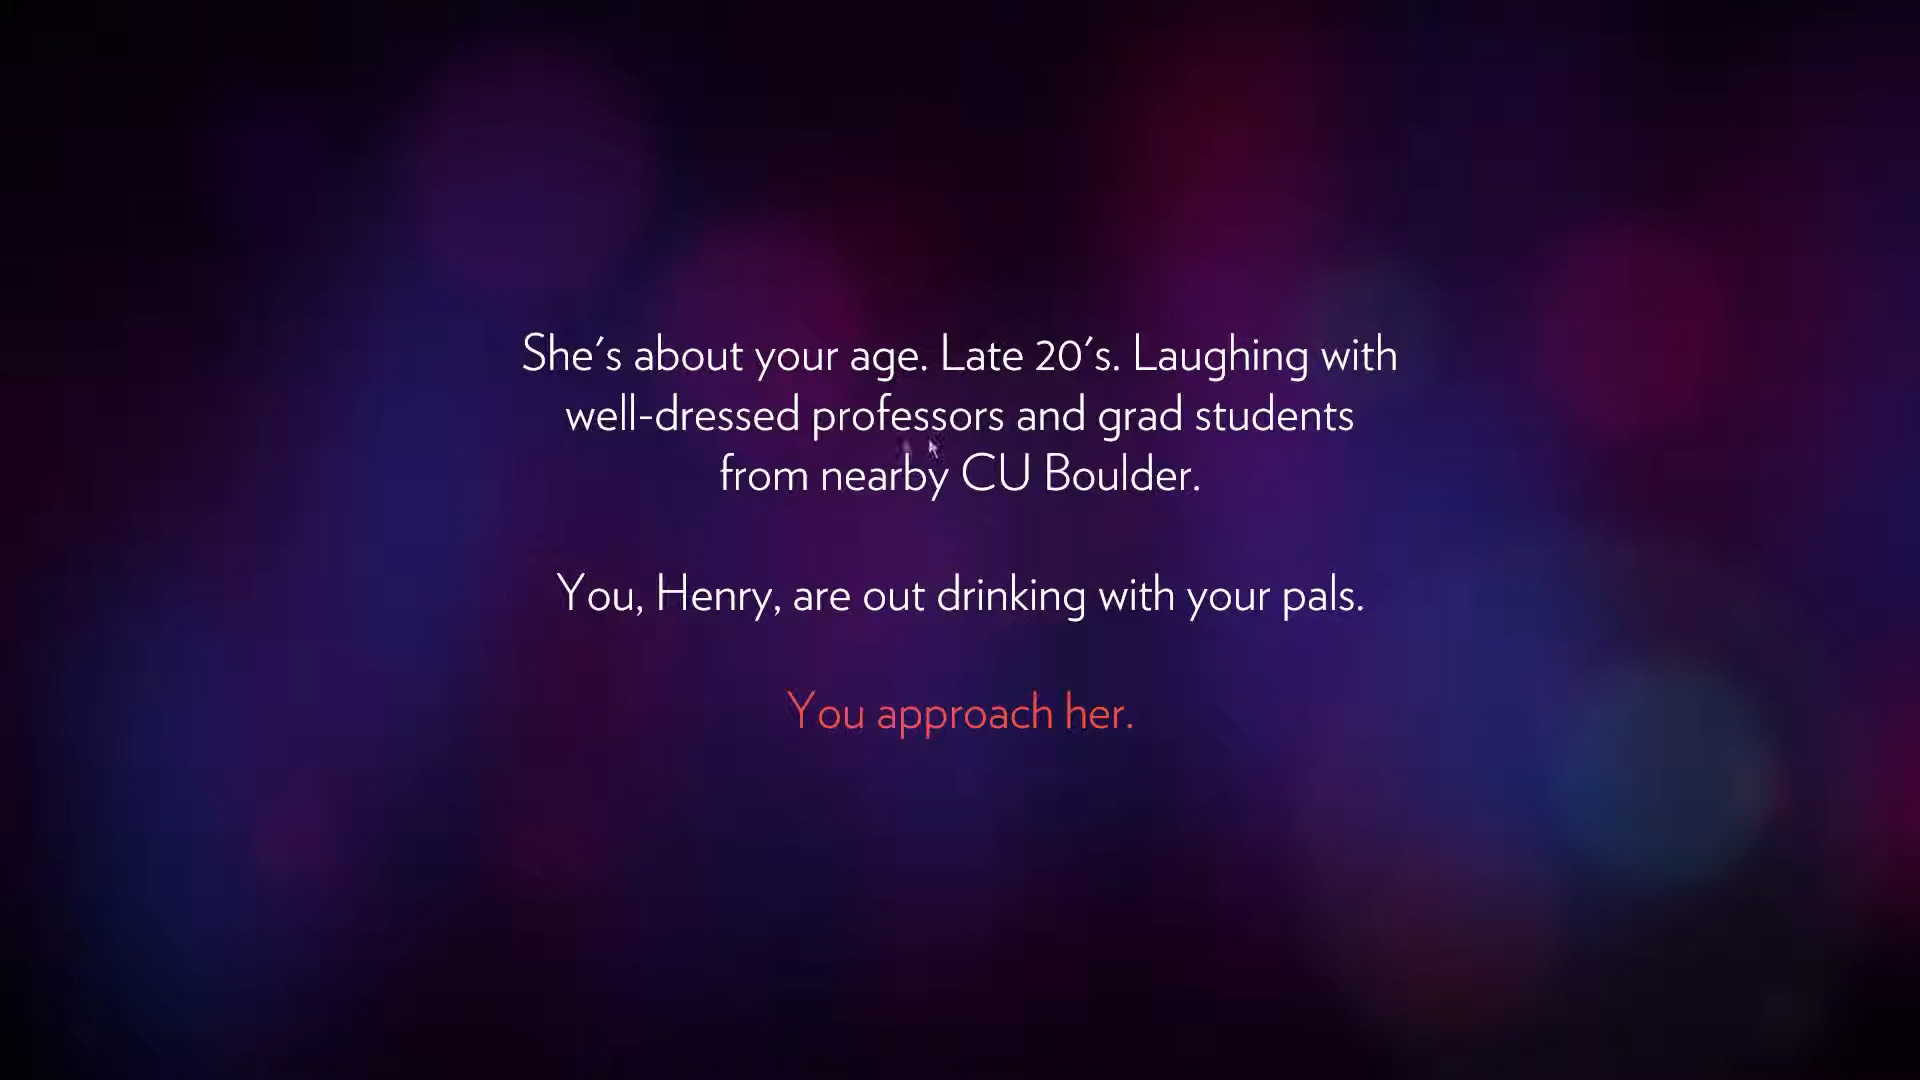 She's about your age. Late 20's. Laughing with
well-dressed professors and grad students
from nearby CU Boulder.
You, Henry, are out drinking with your pals.
You approach her.